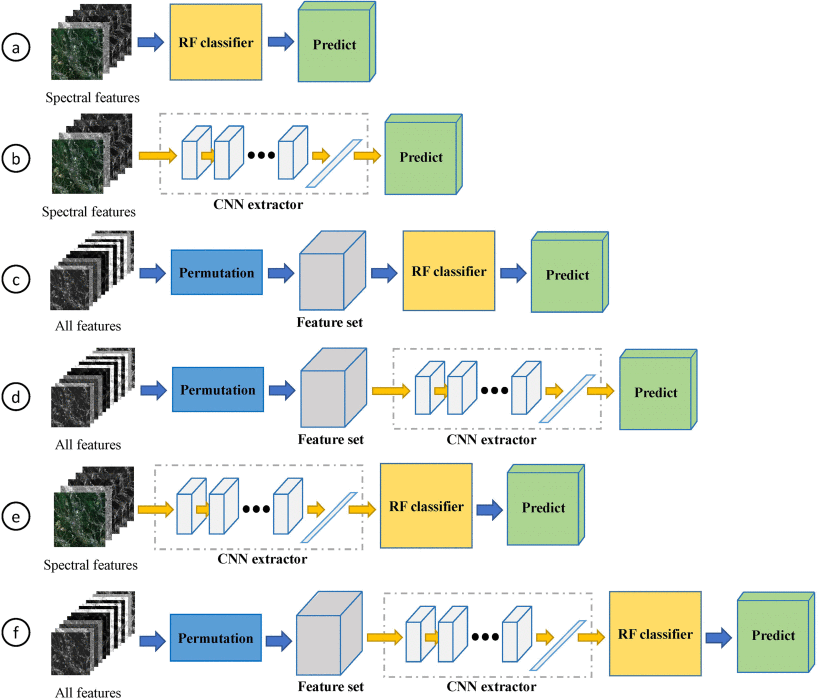 a
RF classifier
Predict
Spectral features
b
Predict
CNN extractor
Spectral features
c
Permutation
RF classifier
Predict
Feature set
All features
d
Permutation
Predict
Feature set
CNN extractor
All features
e
RF classifier
Predict
CNN extractor
Spectral features
f
Permutation
RF classifier
Predict
Feature set
CNN extractor
All features